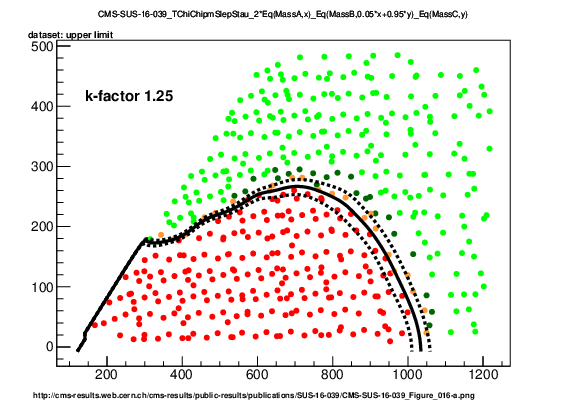 CMS-SUS-16-039_TChiChipmSlepStau_2*Eq(MassA,x)_Eq(MassB,0.05*x+0.95*y)_Eq(MassC,y)
dataset: upper limit
500
k-factor 1.25
400
300
200
100
0
200 400 600 800 1000 1200
http://cms-results.web.cern.ch/cms-results/public-results/publications/SUS-16-039/CMS-SUS-16-039_Figure_016-a.png